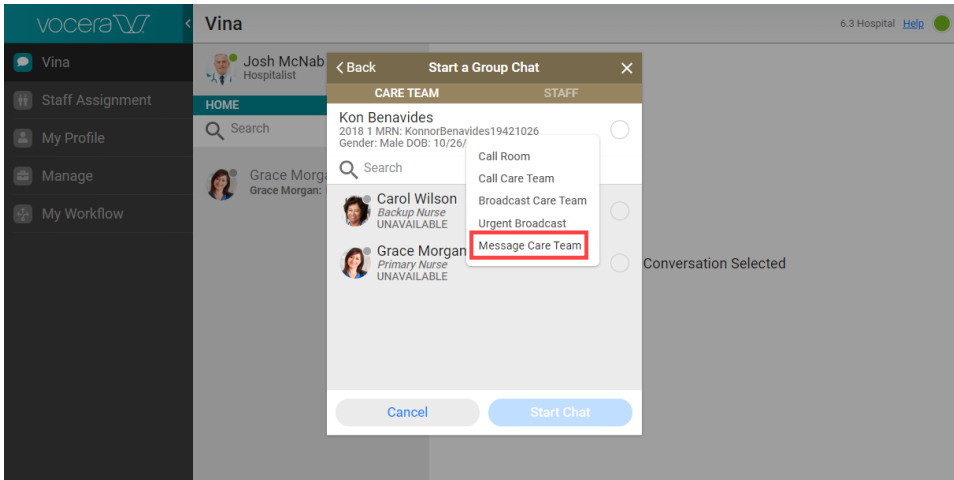 vocera
Vina
6.3 Hospital Help
Vina
Staff Assignment
My Profile
Manage
My Workflow
Josh McNab
Hospitalist
HOME
Search
Grace Morga
Grace Morgan:
Back
Start a Group Chat
CARE TEAM
STAFF
Kon Benavides
2018 1 MRN: KonnorBenavides19421026
Gender: Male DOB: 10/26/
Search
Carol Wilson
Backup Nurse
UNAVAILABLE
Grace Morgan
Primary Nurse
UNAVAILABLE
Call Room
Call Care Team
Broadcast Care Team
Urgent Broadcast
Message Care Team
Cancel
Start Chat
Conversation Selected